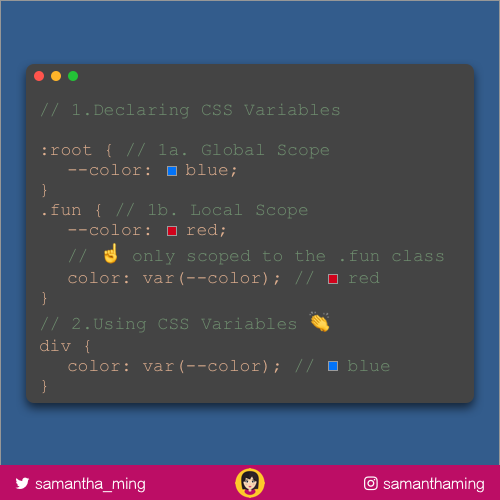 // 1.Declaring CSS Variables
:root { // 1a. Global Scope
--color: blue;
}
.fun { // 1b. Local Scope
--color: red;
// ☝ only scoped to the .fun class
color: var(--color); // red
}
// 2.Using CSS Variables 👏
div {
color: var(--color); // blue
}
samantha_ming
samanthaming